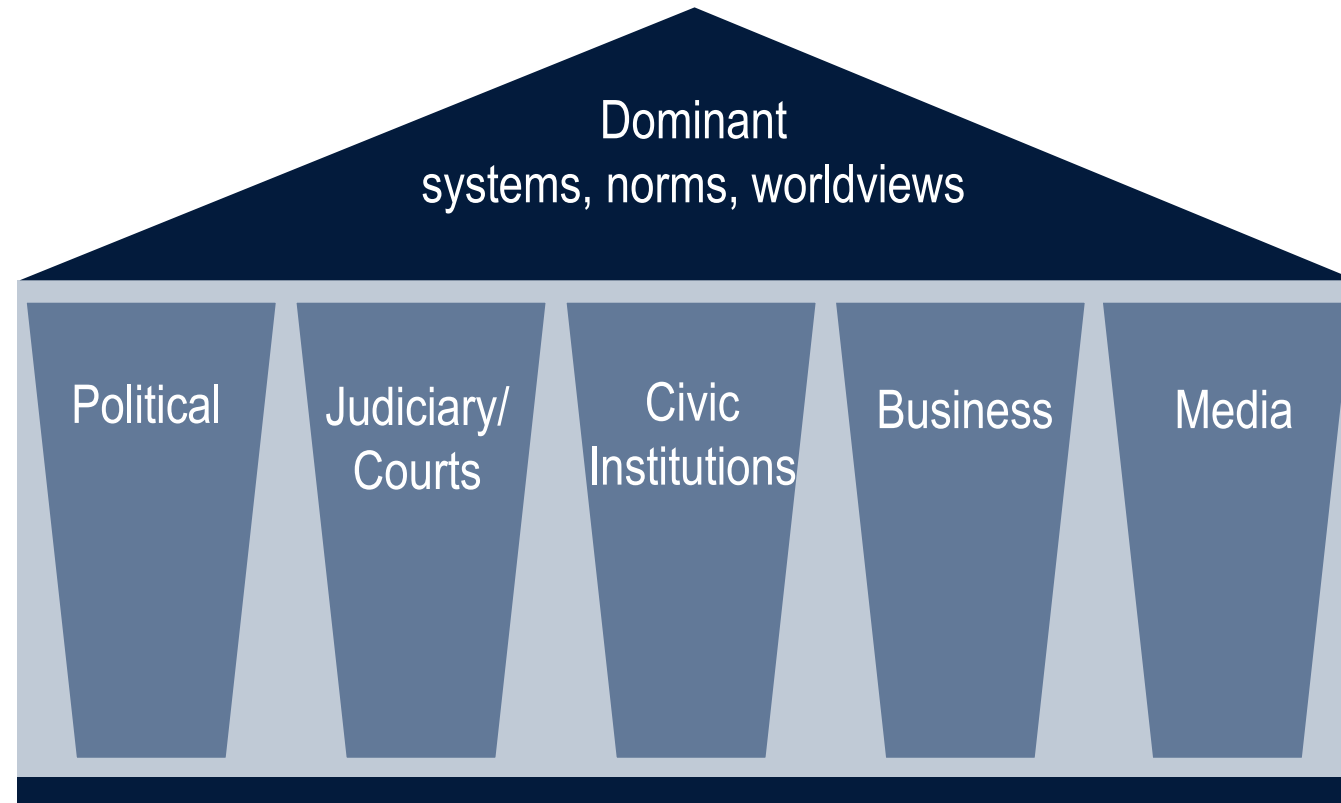 Dominant
systems, norms, worldviews
Political
Judiciary/
Courts
Civic
Institutions
Business
Media